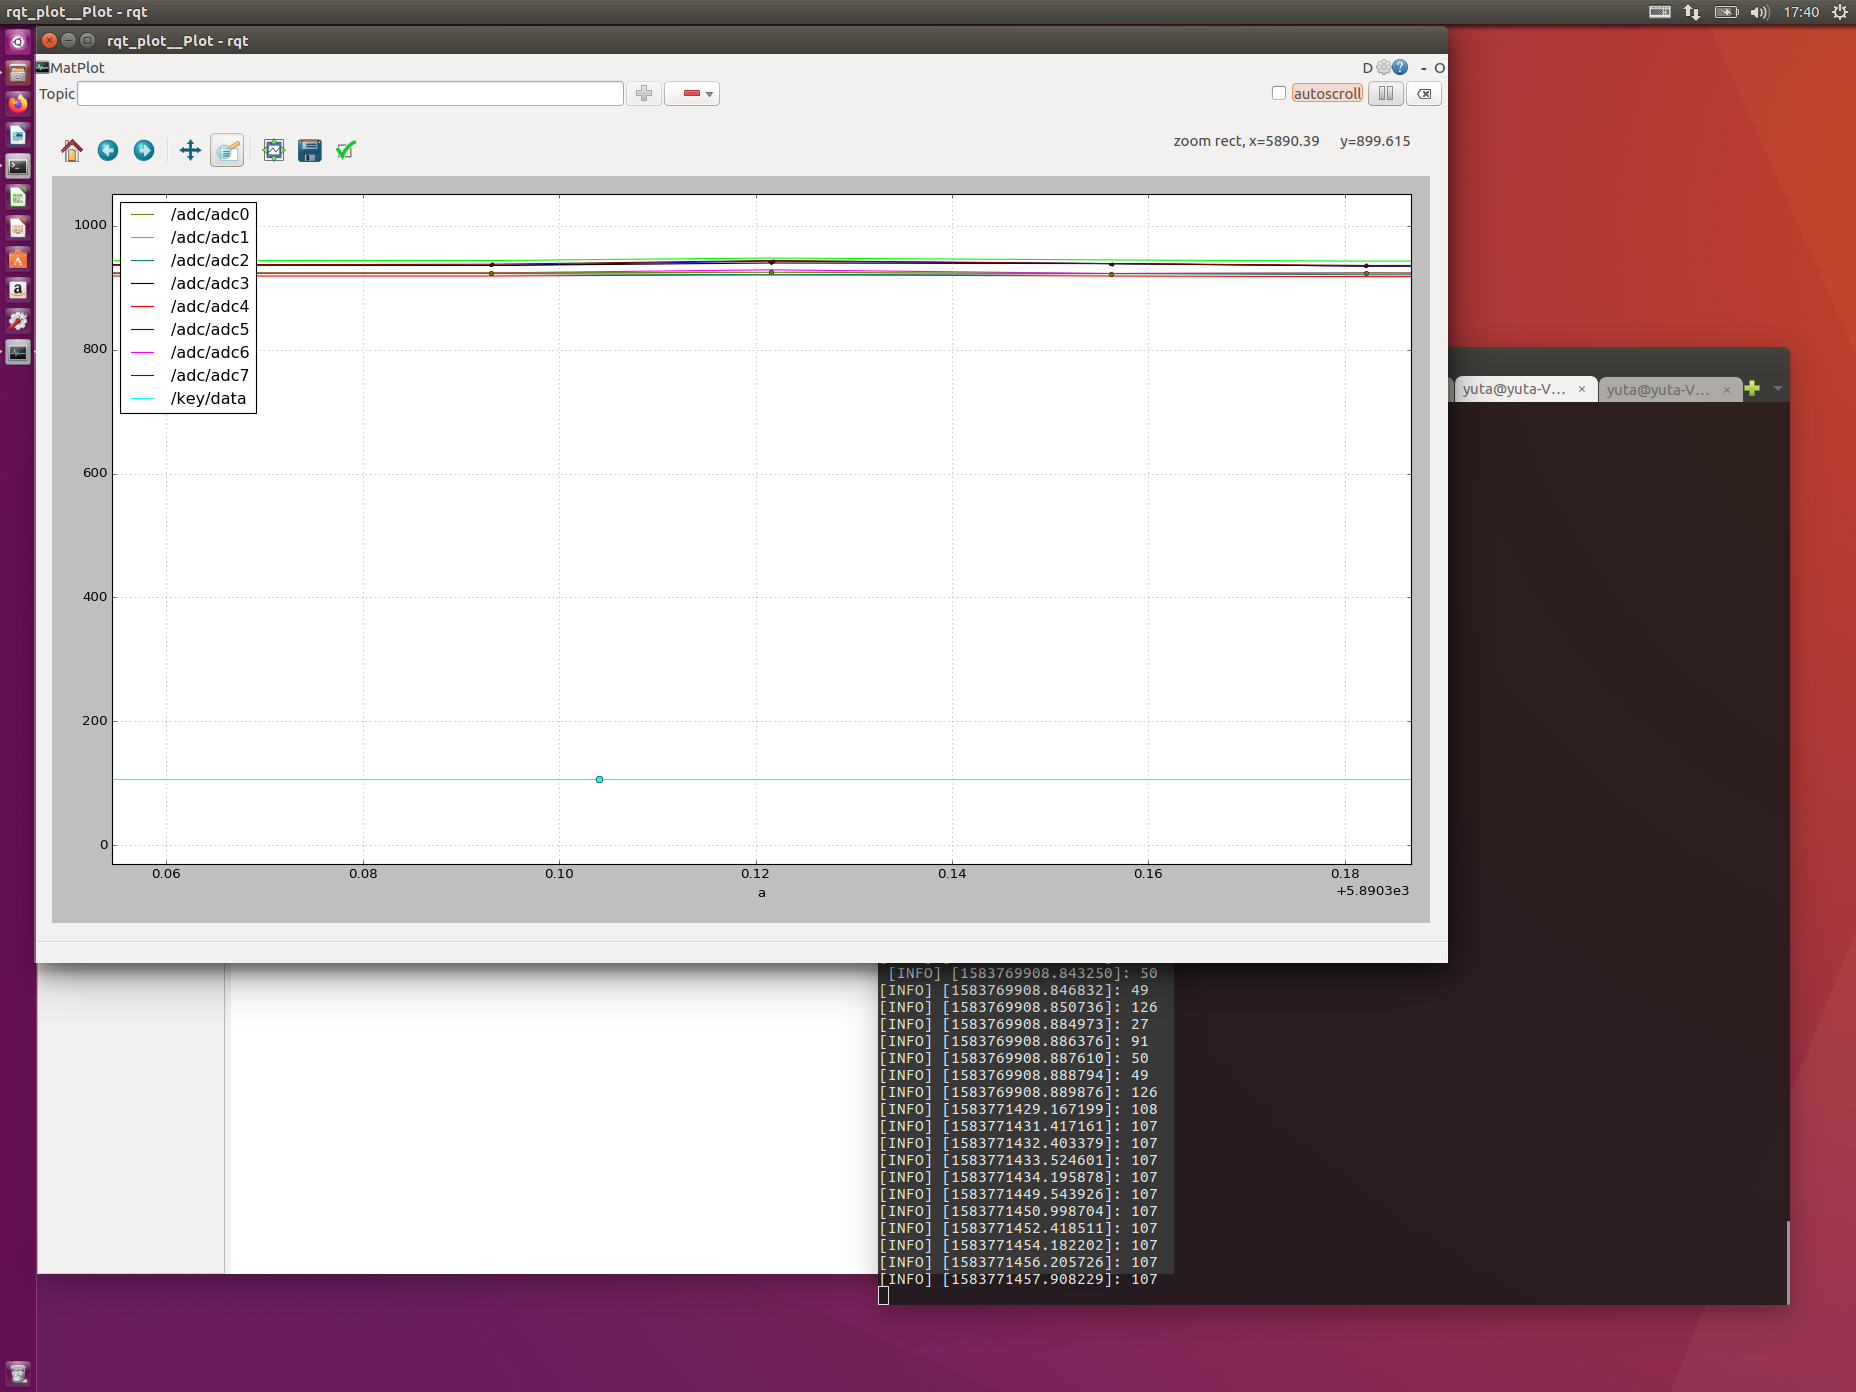 rqt_plot__Plot - rqt
17:40
rqt_plot__Plot - rqt
MatPlot
D
- O
Topic
autoscroll
zoom rect, x=5890.39 y=899.615
1000
800
600
400
200
0
/adc/adc0
/adc/adc1
/adc/adc2
/adc/adc3
/adc/adc4
/adc/adc5
/adc/adc6
/adc/adc7
/key/data
0.06 0.08 0.10 0.12 0.14 0.16 0.18
+5.8903e3
a
yuta@yuta-V... × yuta@yuta-V... ×
[INFO] [1583769908.843250]: 50
[INFO] [1583769908.846832]: 49
[INFO] [1583769908.850736]: 126
[INFO] [1583769908.884973]: 27
[INFO] [1583769908.886376]: 91
[INFO] [1583769908.887610]: 50
[INFO] [1583769908.888794]: 49
[INFO] [1583769908.889876]: 126
[INFO] [1583771429.167199]: 108
[INFO] [1583771431.417161]: 107
[INFO] [1583771432.403379]: 107
[INFO] [1583771433.524601]: 107
[INFO] [1583771434.195878]: 107
[INFO] [1583771449.543926]: 107
[INFO] [1583771450.998704]: 107
[INFO] [1583771452.418511]: 107
[INFO] [1583771454.182202]: 107
[INFO] [1583771456.205726]: 107
[INFO] [1583771457.908229]: 107